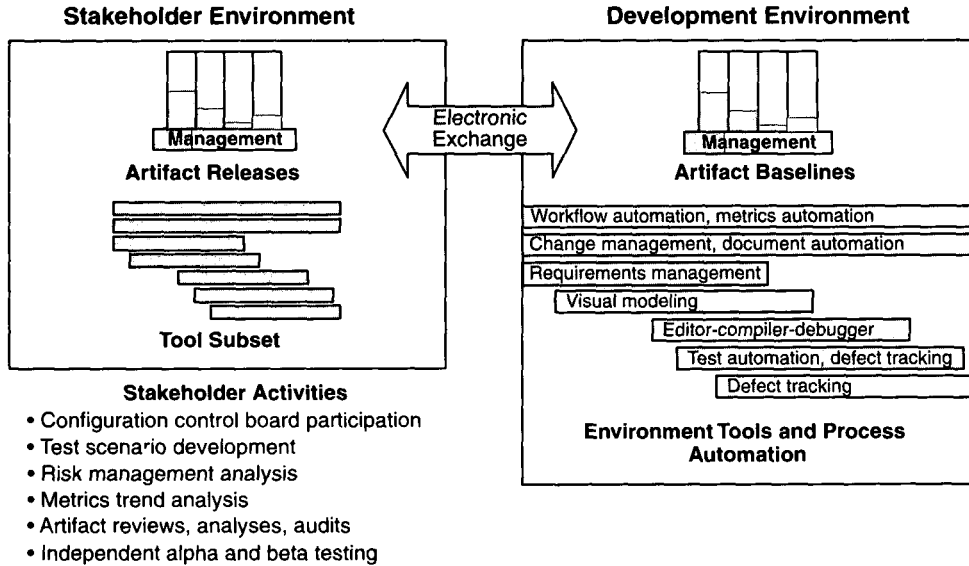 Stakeholder Environment
Management
Artifact Releases
Tool Subset
Stakeholder Activities
• Configuration control board participation
• Test scenario development
• Risk management analysis
• Metrics trend analysis
• Artifact reviews, analyses, audits
• Independent alpha and beta testing
Electronic
Exchange
Development Environment
Management
Artifact Baselines
Workflow automation, metrics automation
Change management, document automation
Requirements management
Visual modeling
Editor-compiler-debugger
Test automation, defect tracking
Defect tracking
Environment Tools and Process
Automation